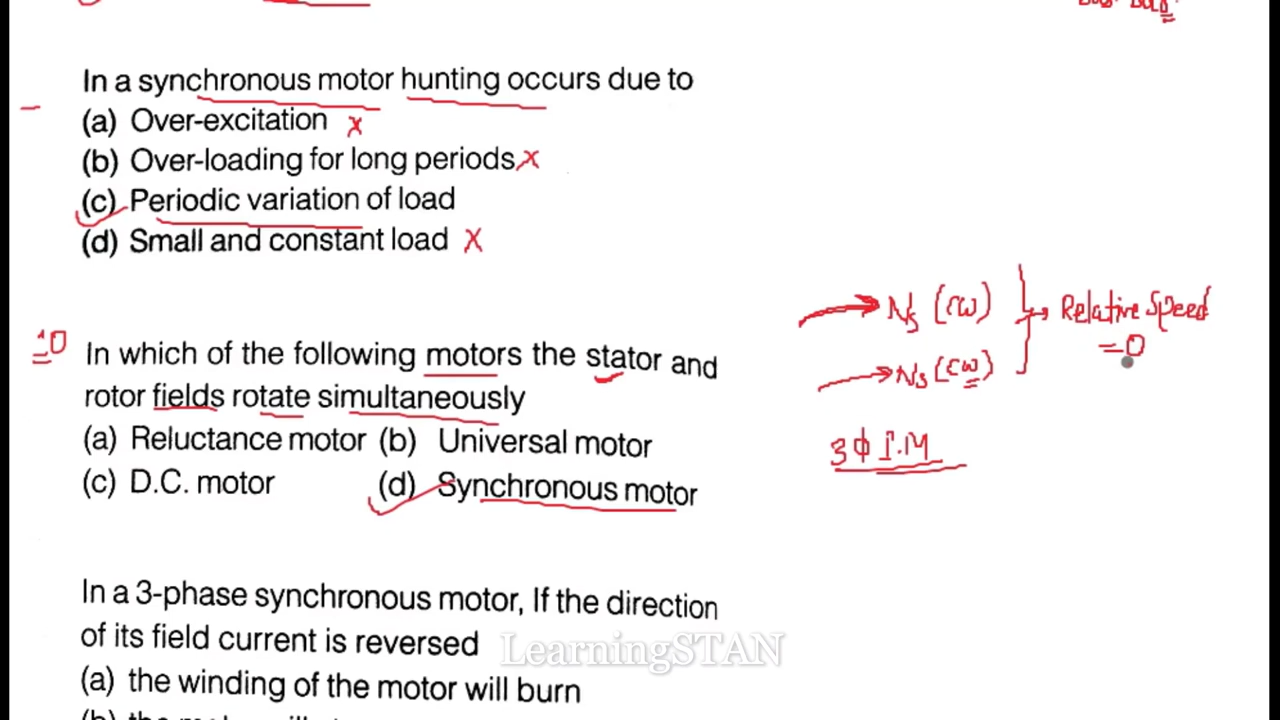 In a synchronous motor hunting occurs due to
(a) Over-excitation x
(b) Over-loading for long periods x
(c) Periodic variation of load
(d) Small and constant load x
Ns (cw)
Relative Speed
Ns (cw)
=0
10
In which of the following motors the stator and
rotor fields rotate simultaneously
(a) Reluctance motor (b) Universal motor
3ϕ I.M
(c) D.C. motor (d) Synchronous motor
In a 3-phase synchronous motor, If the direction
of its field current is reversed
LearningSTAN
(a) the winding of the motor will burn